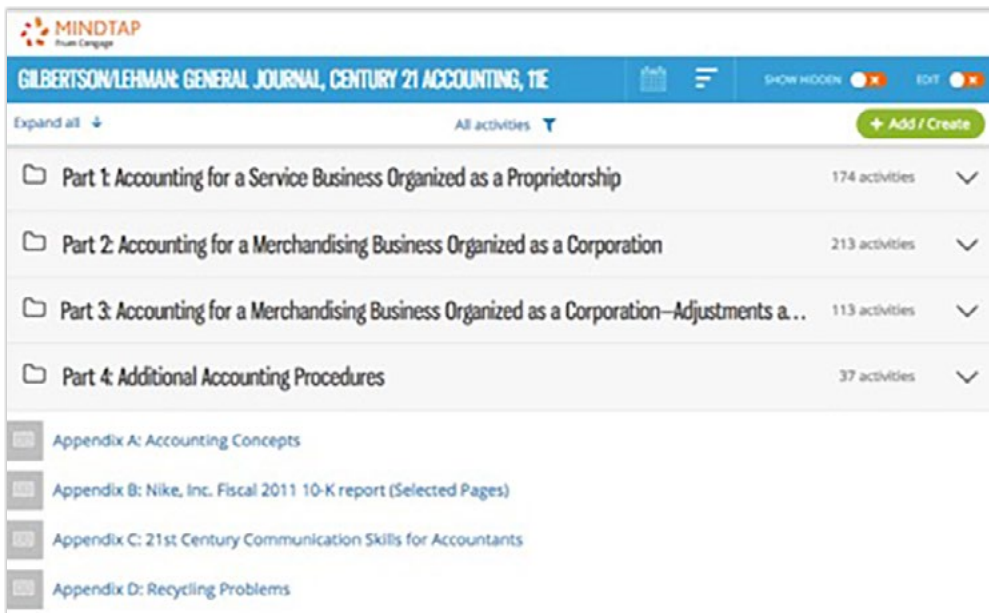 MINDTAP
From Cengage
GILBERTSON/LEHMAN: GENERAL JOURNAL, CENTURY 21 ACCOUNTING, 11E
SHOW HIDDEN
EDIT
Expand all
All activities
+ Add / Create
Part 1: Accounting for a Service Business Organized as a Proprietorship
174 activities
Part 2: Accounting for a Merchandising Business Organized as a Corporation
213 activities
Part 3: Accounting for a Merchandising Business Organized as a Corporation—Adjustments a...
113 activities
Part 4: Additional Accounting Procedures
37 activities
Appendix A: Accounting Concepts
Appendix B: Nike, Inc. Fiscal 2011 10-K report (Selected Pages)
Appendix C: 21st Century Communication Skills for Accountants
Appendix D: Recycling Problems